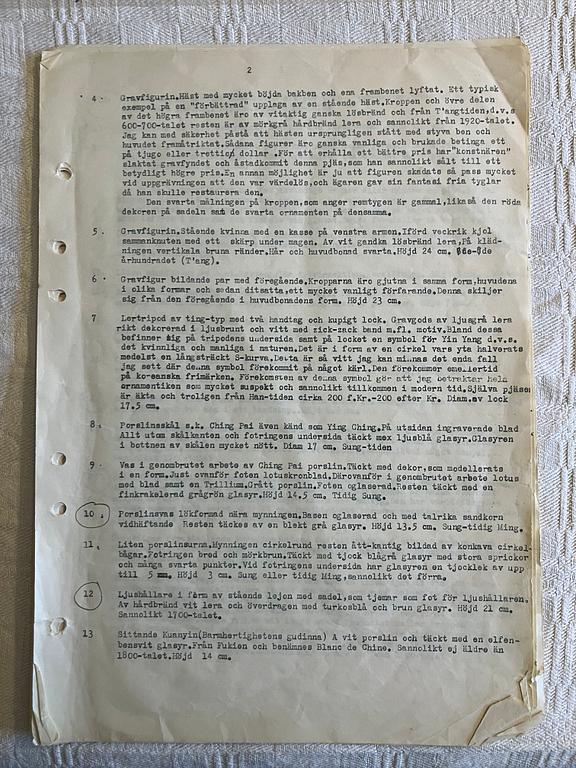 2
4. Gravfigurin.Häst med mycket böjda bakben och ena frambenet lyftat. Ett typisk
exempel på en "förbättrad" upplaga av en stående häst.Kroppen och övre delen
av det högra frambenet äro av vitaktig ganska lösbränd och från T'angtiden,d.v.s
600-700-talet resten är av mörkgrå hårdbränd lera och sannolikt från 1920-talet.
Jag kan med säkerhet påstå att hästen ursprungligen stått med styva ben och
huvudet framåtriktat.Sådana figurer äro ganska vanliga och brukade betinga ett
på tjugo eller trettiof dollar .För att erhålla ett bättre pris har"konstnären"
slaktat gravfyndet och åstadkommit denna pjäs,som han sannolikt sålt till ett
betydligt högre pris.En annan möjlighet är ju att figuren skadats så pass mycket
vid uppgrävningen att den var värdelös,och ägaren gav sin fantasi fria tyglar
då han skulle restaurera den.
Den svarta målningen på kroppen,som anger remtygen är gammal,likaså den röda
dekoren på sadeln samt de svarta ornamenten på densamma.
5. Gravfigurin.Stående kvinna med en kasse på venstra armen.Iförd veckrik kjol
sammanknuten med ett skärp under magen. Av vit gandka lösbränd lera,På kläd-
ningen vertikala bruna ränder.Hår och huvudbonad svarta.Höjd 24 cm.
århundradet (T'ang).
6. Gravfigur bildande par med föregående.Kropparna äro gjutna i samma form,huvudena
i olika formar och sedan ditsatta,ett mycket vanligt förfarande.Denna skiljer
sig från den föregående i huvudbonadens form. Höjd 23 cm.
7 Lertripod av ting-typ med två handtag och kupigt lock. Gravgods av ljusgrå lera
rikt dekorerad i ljusbrunt och vitt med zick-zack band m.fl. motiv.Bland dessa
befinner sig på tripodens undersida samt på locket en symbol för Yin Yang d.v.s.
det kvinnliga och manliga i naturen.Det är i form av en cirkel vars yta halverats
medelst en långsträckt S-kurva.Detta är så vitt jag kan minnas det enda fall
jag sett där denna symbol förekommit på något kärl.Den förekommer emellertid
på ko-eanska frimärken. Förekomsten av denna symbol gör att jag betraktar hela
ornamentiken som mycket suspekt och sannolikt tillkommen i modern tid.Själva pjäsen
är äkta och troligen från Han-tiden cirka 200 f.Kr.-200 efter Kr. Diam.av lock
17.5 cm.
8. Porslinsskål s.k. Ching Pai även känd som Ying Ching.På utsidan ingraverade blad
Allt utom skålkanten och fotringens undersida täckt mex ljusblå glasyr.Glasyren
i bottnen av skålen mycket nött. Diam 17 cm. Sung-tiden
9. Vas i genombrutet arbete av Ching Pai porslin.Täckt med dekor,som modellerats
i en form.Just ovanför foten lotuskronblad.Därovanför i genombrutet arbete lotus
med blad samt en Trillium.Grått porslin.Foten oglaserad.Resten täckt med en
finkrakelerad grågrön glasyr.Höjd 14.5 cm. Tidig Sung.
10. Porslinsvas lökformad nära mynningen.Basen oglaserad och med talrika sandkorn
vidhäftande Resten täckes av en blekt grå glasyr. Höjd 13.5 cm. Sung-tidig Ming.
11. Liten porslinsurna.Mynningen cirkelrund resten ått-kantig bildad av konkava cirkel-
bågar.Fotringen bred och mörkbrun.Täckt med tjock blågrå glasyr med stora sprickor
och många svarta punkter.Vid fotringens undersida har glasyren en tjocklek av upp
till 5 mm. Höjd 3 cm. Sung eller tidig Ming,sannolikt det förra.
12 Ljushållare i form av stående lejon med sadel,som tjemar som fot för ljushållaren.
Av hårdbränd vit lera och överdragen med turkosblå och brun glasyr. Höjd 21 cm.
Sannolikt 1700-talet.
13 Sittande Kuanyin(Barmhertighetens gudinna) A vit porslin och täckt med en elfen-
bensvit glasyr.Från Fukien och benämnes Blanc de Chine. Sannolikt ej äldre än
1800-talet.Höjd 14 cm.